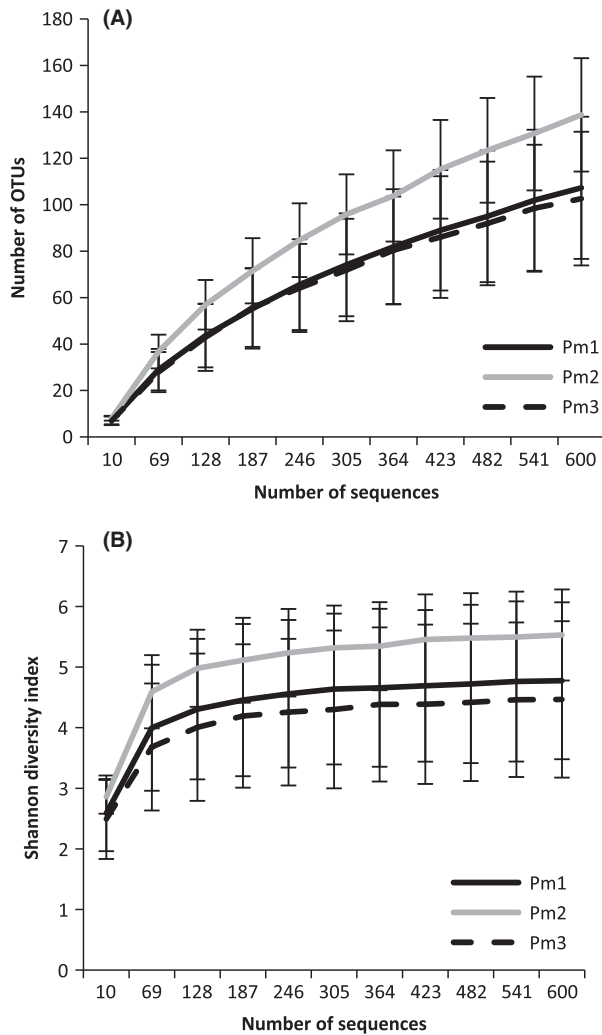 (A)
180
160
140
120
100
80
60
40
20
0
Number of OTUs
Pm1
Pm2
Pm3
10 69 128 187 246 305 364 423 482 541 600
Number of sequences
(B)
7
6
5
4
3
2
1
0
Shannon diversity index
Pm1
Pm2
Pm3
10 69 128 187 246 305 364 423 482 541 600
Number of sequences